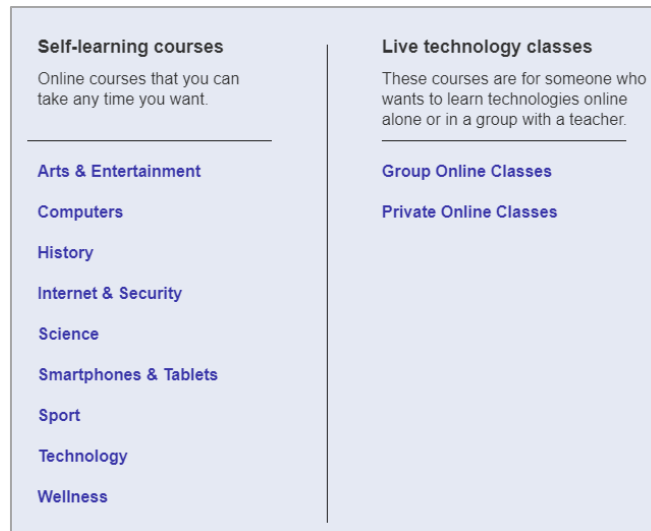 Self-learning courses
Online courses that you can
take any time you want.
Arts & Entertainment
Computers
History
Internet & Security
Science
Smartphones & Tablets
Sport
Technology
Wellness
Live technology classes
These courses are for someone who
wants to learn technologies online
alone or in a group with a teacher.
Group Online Classes
Private Online Classes